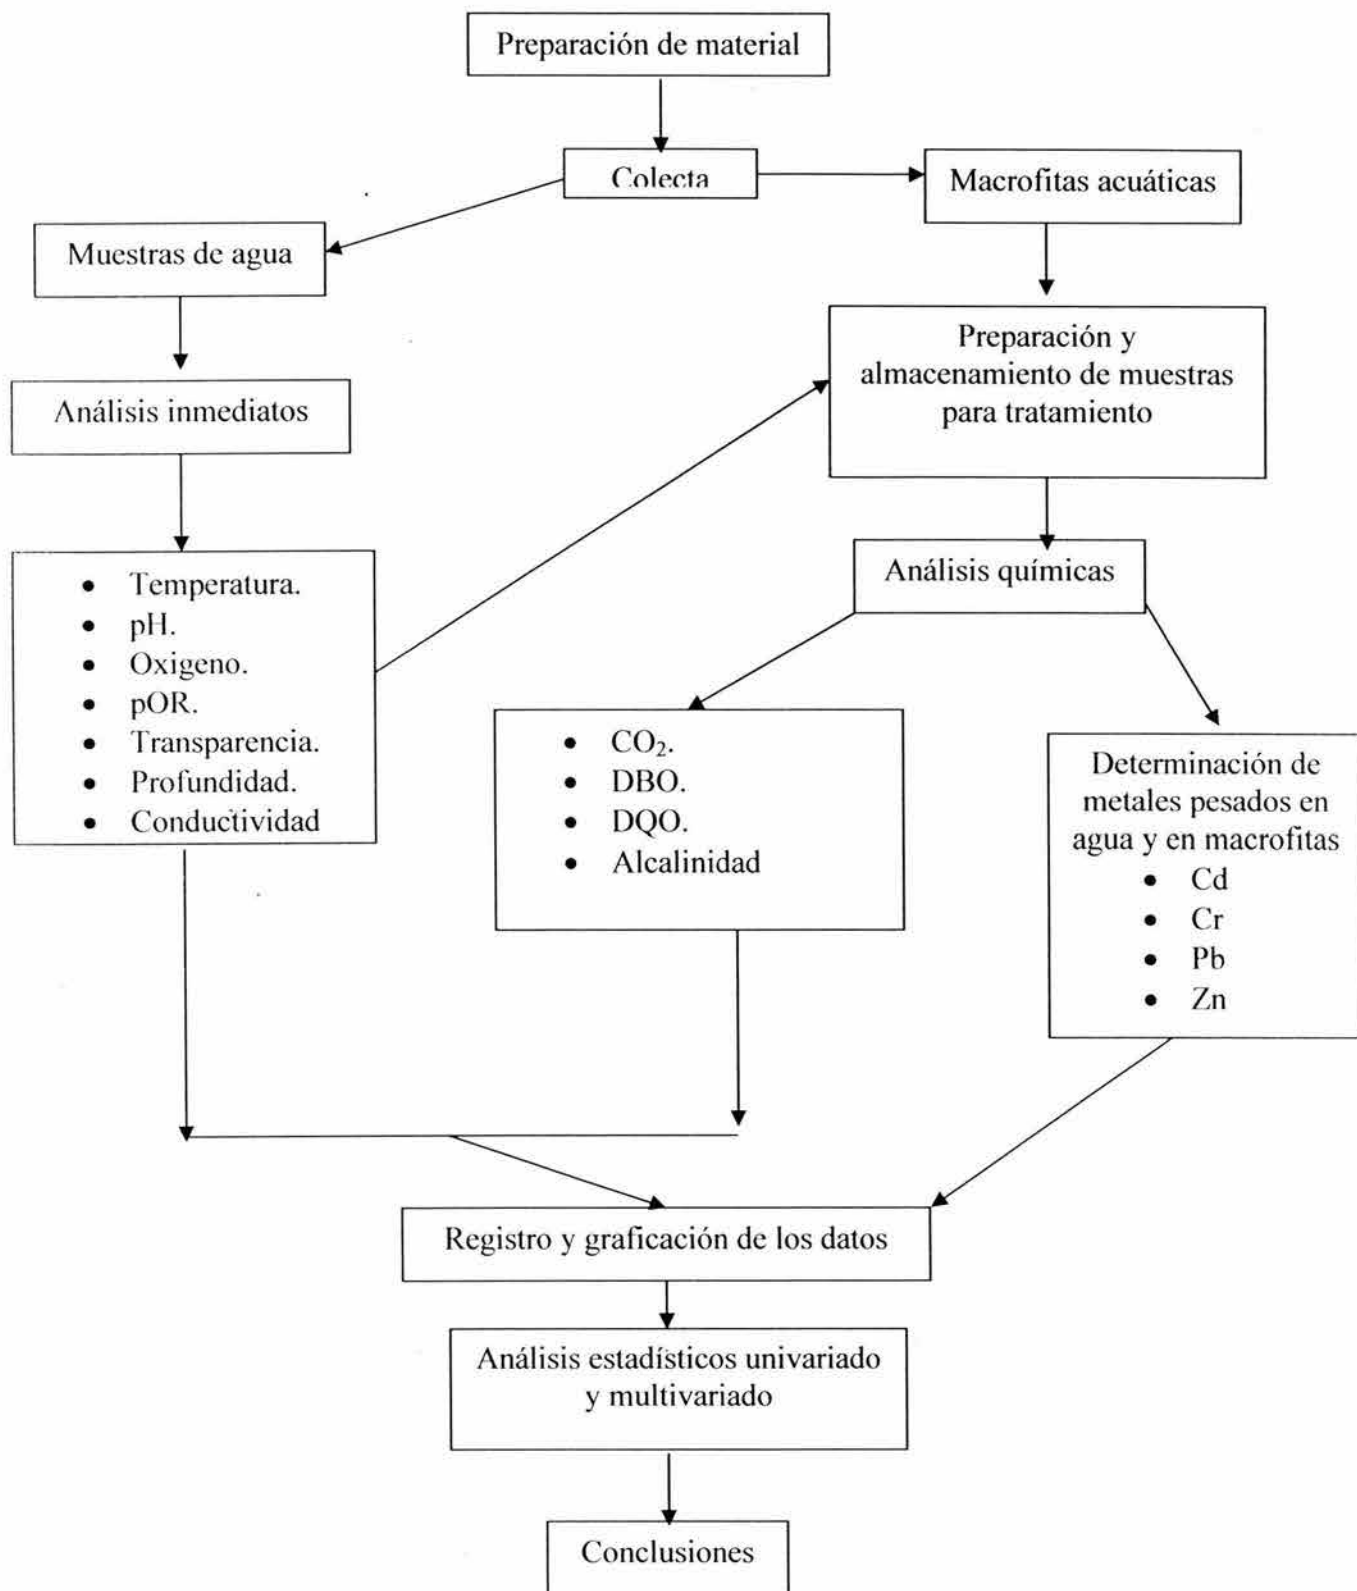 Preparación de material
Colecta
Macrofitas acuáticas
Muestras de agua
Preparación y
almacenamiento de muestras
para tratamiento
Análisis inmediatos
Análisis químicas
• Temperatura.
• pH.
• Oxigeno.
• pOR.
• Transparencia.
• Profundidad.
• Conductividad
• CO₂.
• DBO.
• DQO.
• Alcalinidad
Determinación de
metales pesados en
agua y en macrofitas
• Cd
• Cr
• Pb
• Zn
Registro y graficación de los datos
Análisis estadísticos univariado
y multivariado
Conclusiones